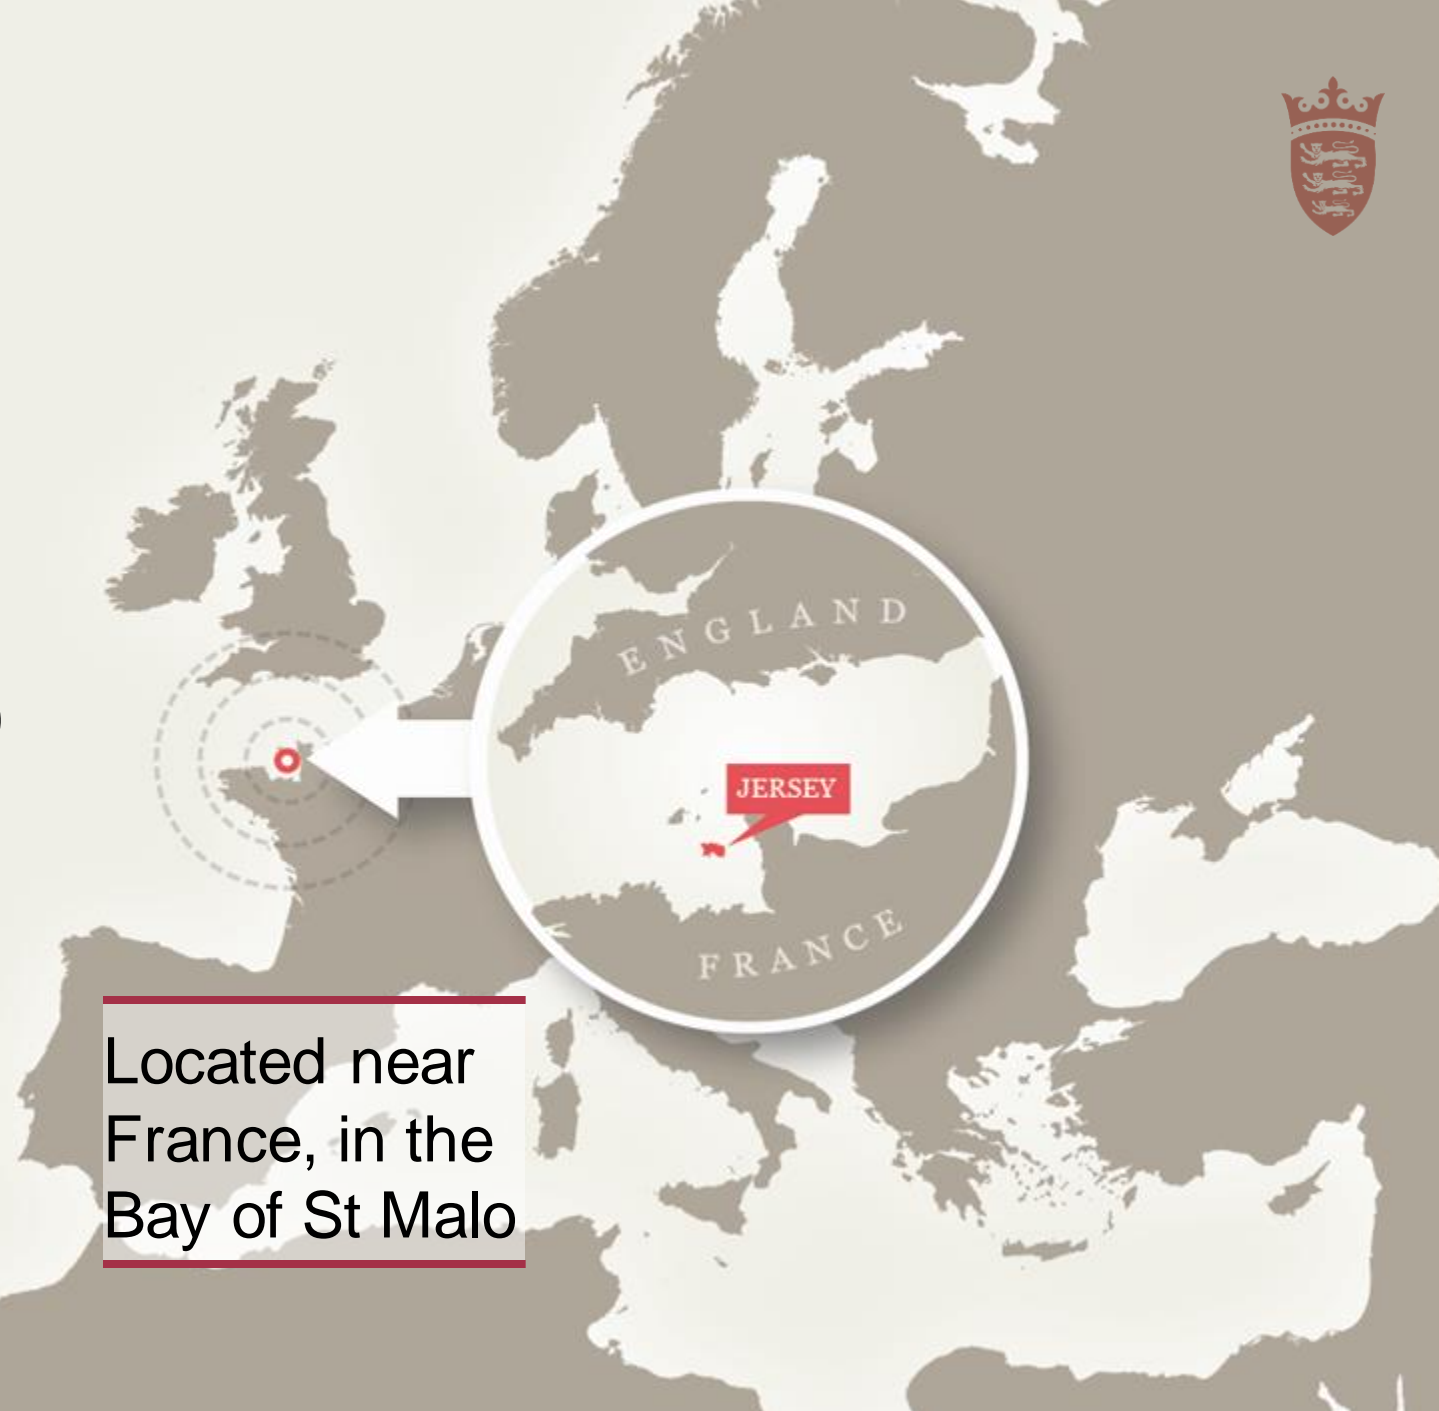 ENGLAND
JERSEY
FRANCE
Located near
France, in the
Bay of St Malo